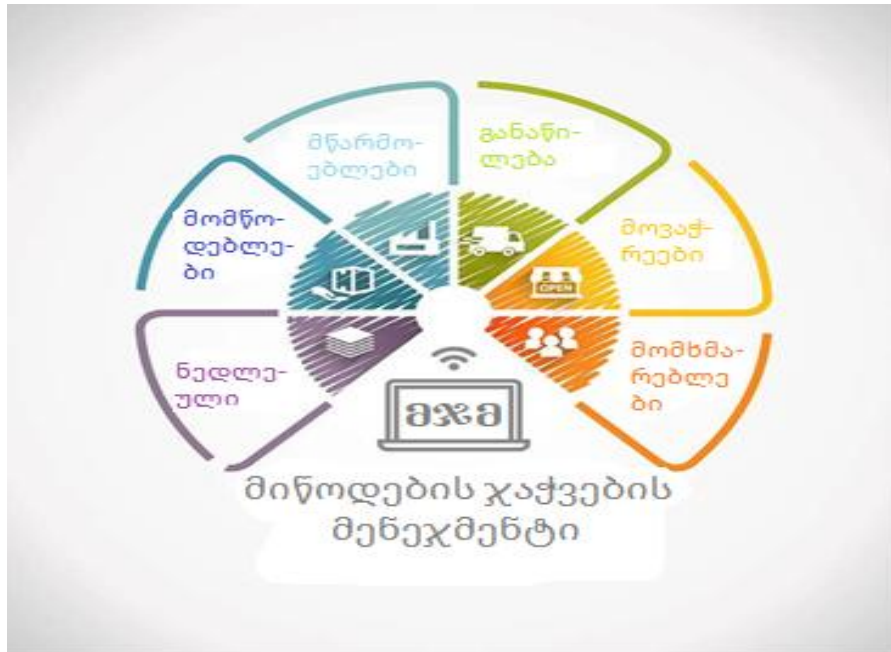 მწარმო-
ებლები
განაწი-
ლება
მომწო-
დებლე-
ბი
მოვაჭ-
რეები
OPEN
ნედლე-
ული
მომხმა-
რებლე
ბი
მჯმ
მიწოდების ჯაჭვების
მენეჯმენტი